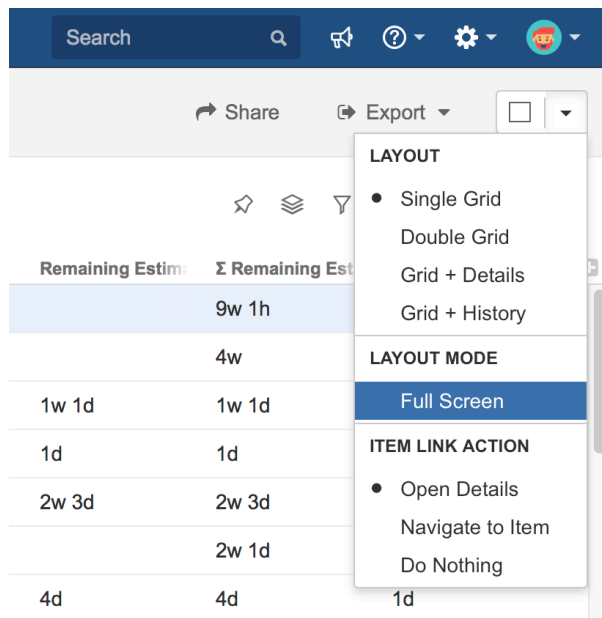 Search
Share
Export
LAYOUT
Single Grid
Double Grid
Grid + Details
Grid + History
LAYOUT MODE
Full Screen
ITEM LINK ACTION
Open Details
Navigate to Item
Do Nothing
Remaining Estima Σ Remaining Est
9w 1h
4w
1w 1d 1w 1d
1d 1d
2w 3d 2w 3d
2w 1d
4d 4d 1d